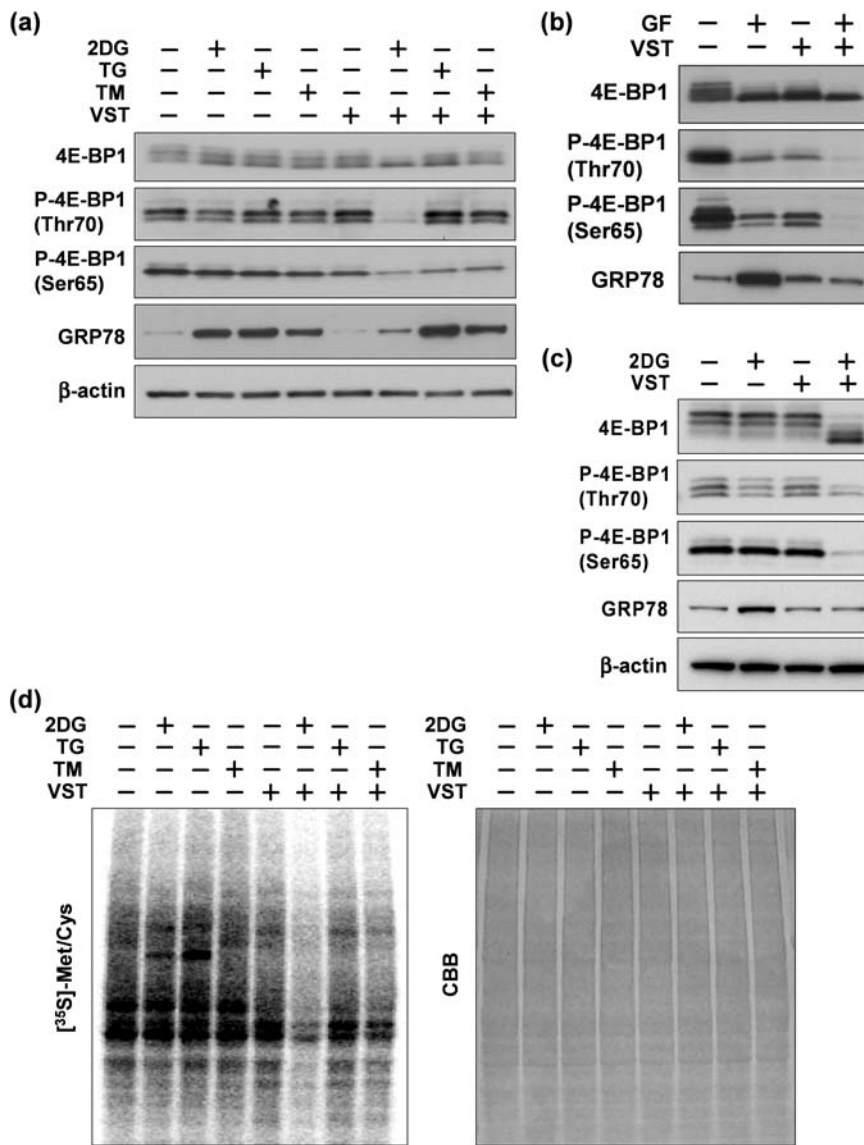 (a)
2DG − + − − − + − −
TG − − + − − − + −
TM − − − + − − − +
VST − − − − + + + +
4E-BP1
P-4E-BP1
(Thr70)
P-4E-BP1
(Ser65)
GRP78
β-actin
(b)
GF − + − +
VST − − + +
4E-BP1
P-4E-BP1
(Thr70)
P-4E-BP1
(Ser65)
GRP78
(c)
2DG − + − +
VST − − + +
4E-BP1
P-4E-BP1
(Thr70)
P-4E-BP1
(Ser65)
GRP78
β-actin
(d)
2DG − + − − − + − −
TG − − + − − − + −
TM − − − + − − − +
VST − − − − + + + +
[³⁵S]-Met/Cys
2DG − + − − − + − −
TG − − + − − − + −
TM − − − + − − − +
VST − − − − + + + +
CBB